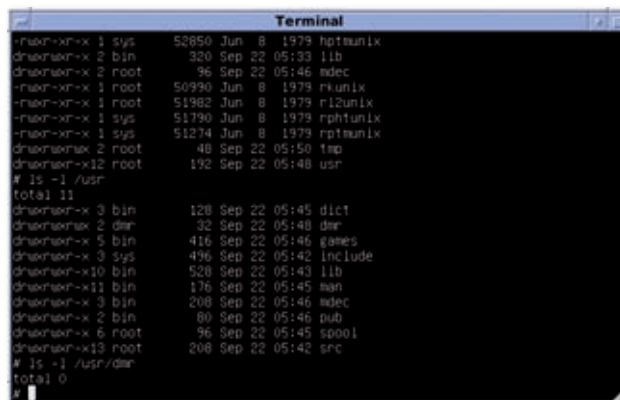 Terminal
-rwxr-xr-x 1 sys 52850 Jun 8 1979 hptmunix
drwxrwxr-x 2 bin 320 Sep 22 05:33 lib
drwxrwxr-x 2 root 96 Sep 22 05:46 mdec
-rwxr-xr-x 1 root 50990 Jun 8 1979 rkunix
-rwxr-xr-x 1 root 51982 Jun 8 1979 rl2unix
-rwxr-xr-x 1 sys 51790 Jun 8 1979 rphtunix
-rwxr-xr-x 1 sys 51274 Jun 8 1979 rptmunix
drwxrwxrwx 2 root 48 Sep 22 05:50 tmp
drwxrwxr-x12 root 192 Sep 22 05:48 usr
# ls -l /usr
total 11
drwxrwxr-x 3 bin 128 Sep 22 05:45 dict
drwxrwxrwx 2 dmr 32 Sep 22 05:48 dmr
drwxrwxr-x 5 bin 416 Sep 22 05:46 games
drwxrwxr-x 3 sys 496 Sep 22 05:42 include
drwxrwxr-x10 bin 528 Sep 22 05:43 lib
drwxrwxr-x11 bin 176 Sep 22 05:45 man
drwxrwxr-x 3 bin 208 Sep 22 05:46 mdec
drwxrwxr-x 2 bin 80 Sep 22 05:46 pub
drwxrwxr-x 6 root 96 Sep 22 05:45 spool
drwxrwxr-x13 root 208 Sep 22 05:42 src
# ls -l /usr/dmr
total 0
#